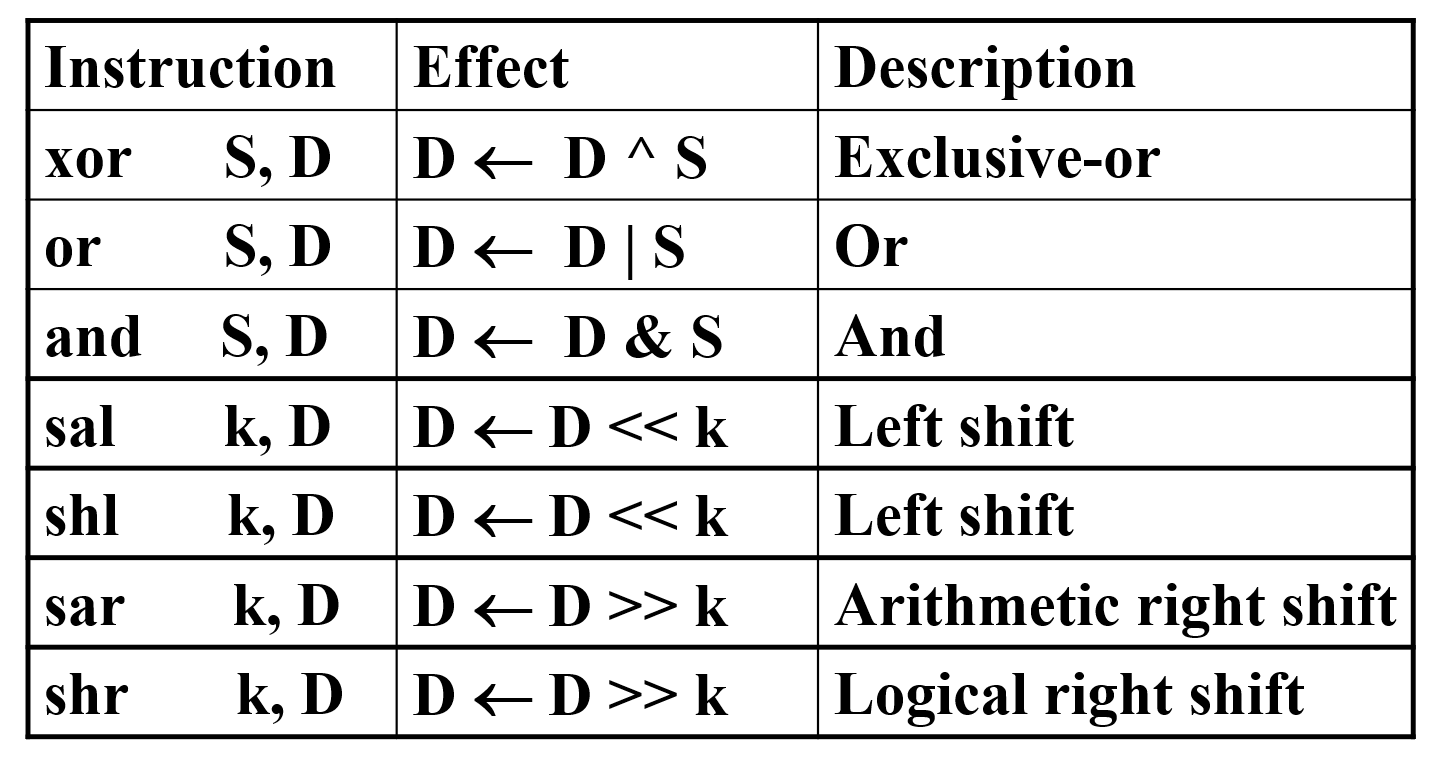 Instruction Effect Description
xor S, D D ← D ^ S Exclusive-or
or S, D D ← D | S Or
and S, D D ← D & S And
sal k, D D ← D << k Left shift
shl k, D D ← D << k Left shift
sar k, D D ← D >> k Arithmetic right shift
shr k, D D ← D >> k Logical right shift